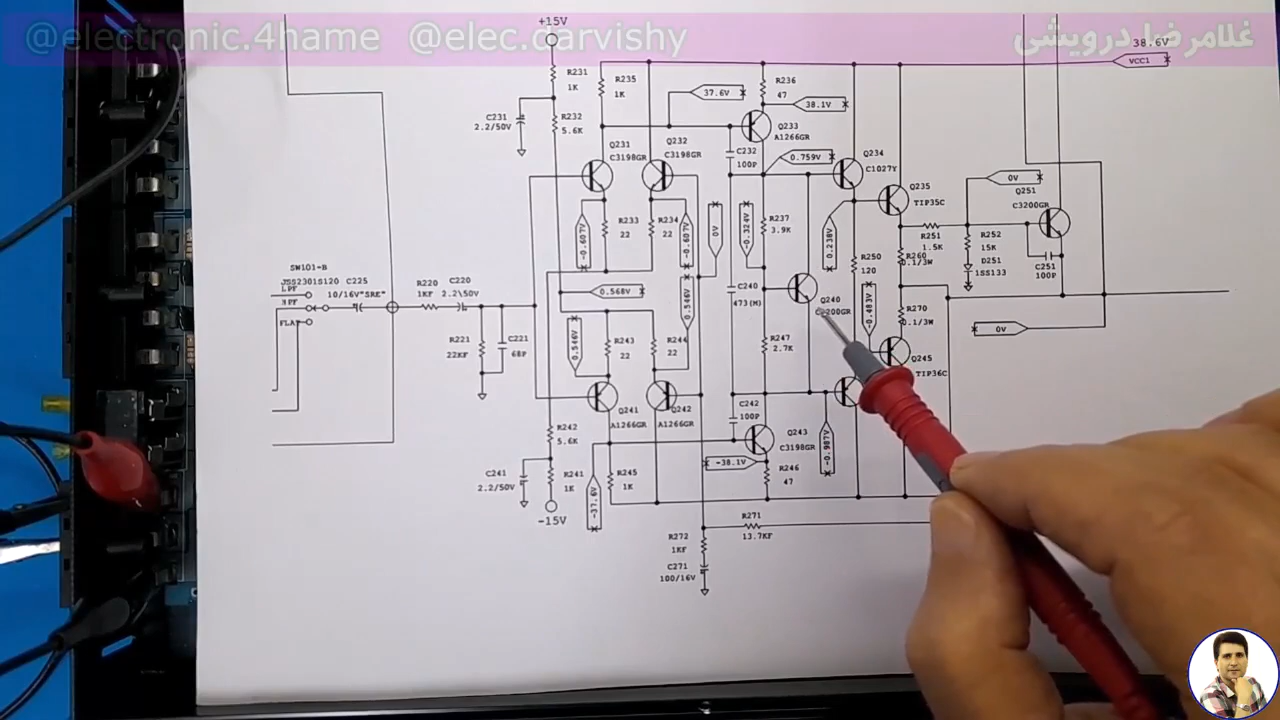 @electronic.4hame @elec.darvishy غلامرضا درویشی
+15V
38.6V
VCC1
R231
1K
R235
1K
R236
47
37.6V
38.1V
C231
2.2/50V
R232
5.6K
Q231
C3198GR
Q232
C3198GR
Q233
A1266GR
C232
100P
0.759V
Q234
C1027Y
Q235
TIP35C
0V
Q251
C3200GR
R233
22
R234
22
-0.607V
-0.607V
0V
-0.324V
R237
3.9K
0.238V
R251
1.5K
R252
15K
D251
1SS133
C251
100P
R250
120
R260
0.1/3W
SW101-B
JSS2301S120
LPF
HPF
FLAT
C225
10/16V"SRE"
R220
1KF
C220
2.2\50V
0.568V
0.546V
C240
473(M)
Q240
-0.483V
R270
0.1/3W
0V
R221
22KF
C221
68P
0.546V
R243
22
R244
22
R247
2.7K
Q245
TIP36C
Q241
A1266GR
Q242
A1266GR
C242
100P
Q243
C3198GR
-0.987V
R242
5.6K
C241
2.2/50V
R241
1K
-37.6V
R245
1K
-38.1V
R246
47
-15V
R271
13.7KF
R272
1KF
C271
100/16V